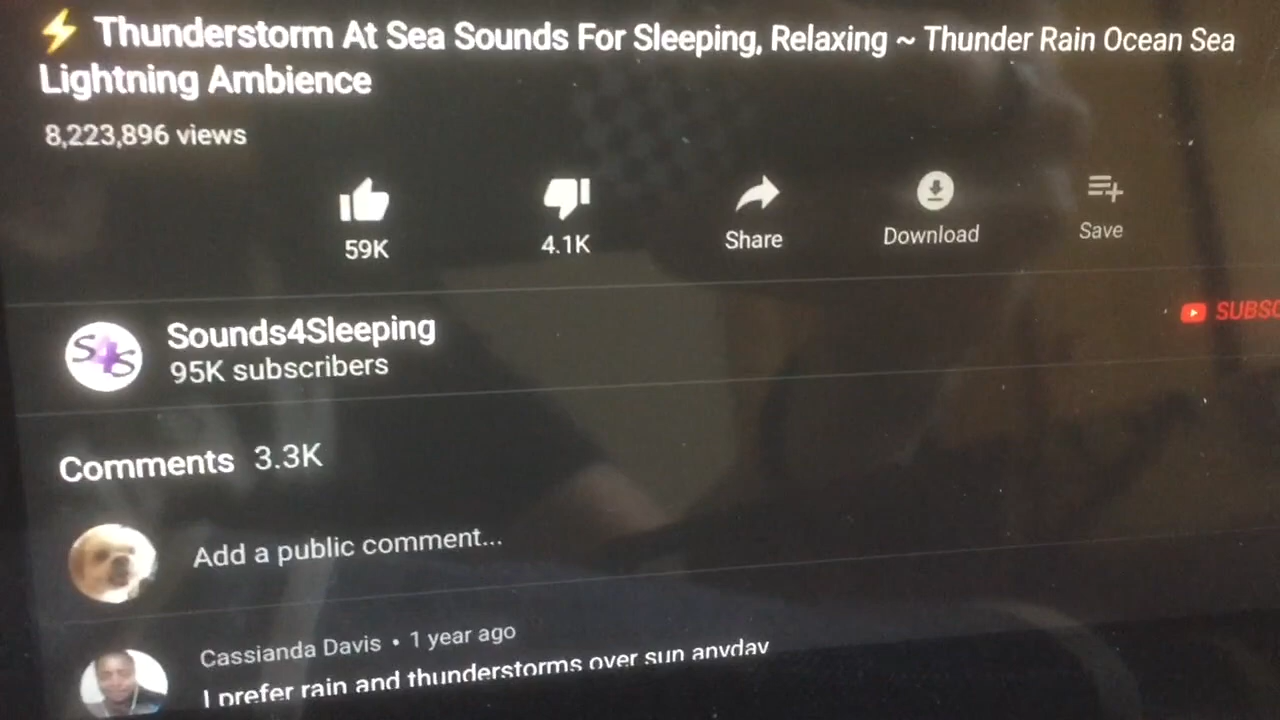 ⚡ Thunderstorm At Sea Sounds For Sleeping, Relaxing ~ Thunder Rain Ocean Sea
Lightning Ambience
8,223,896 views
59K 4.1K Share Download Save
Sounds4Sleeping
95K subscribers
SUBSC
S4S
Comments 3.3K
Add a public comment...
Cassianda Davis • 1 year ago
I prefer rain and thunderstorms over sun anyday